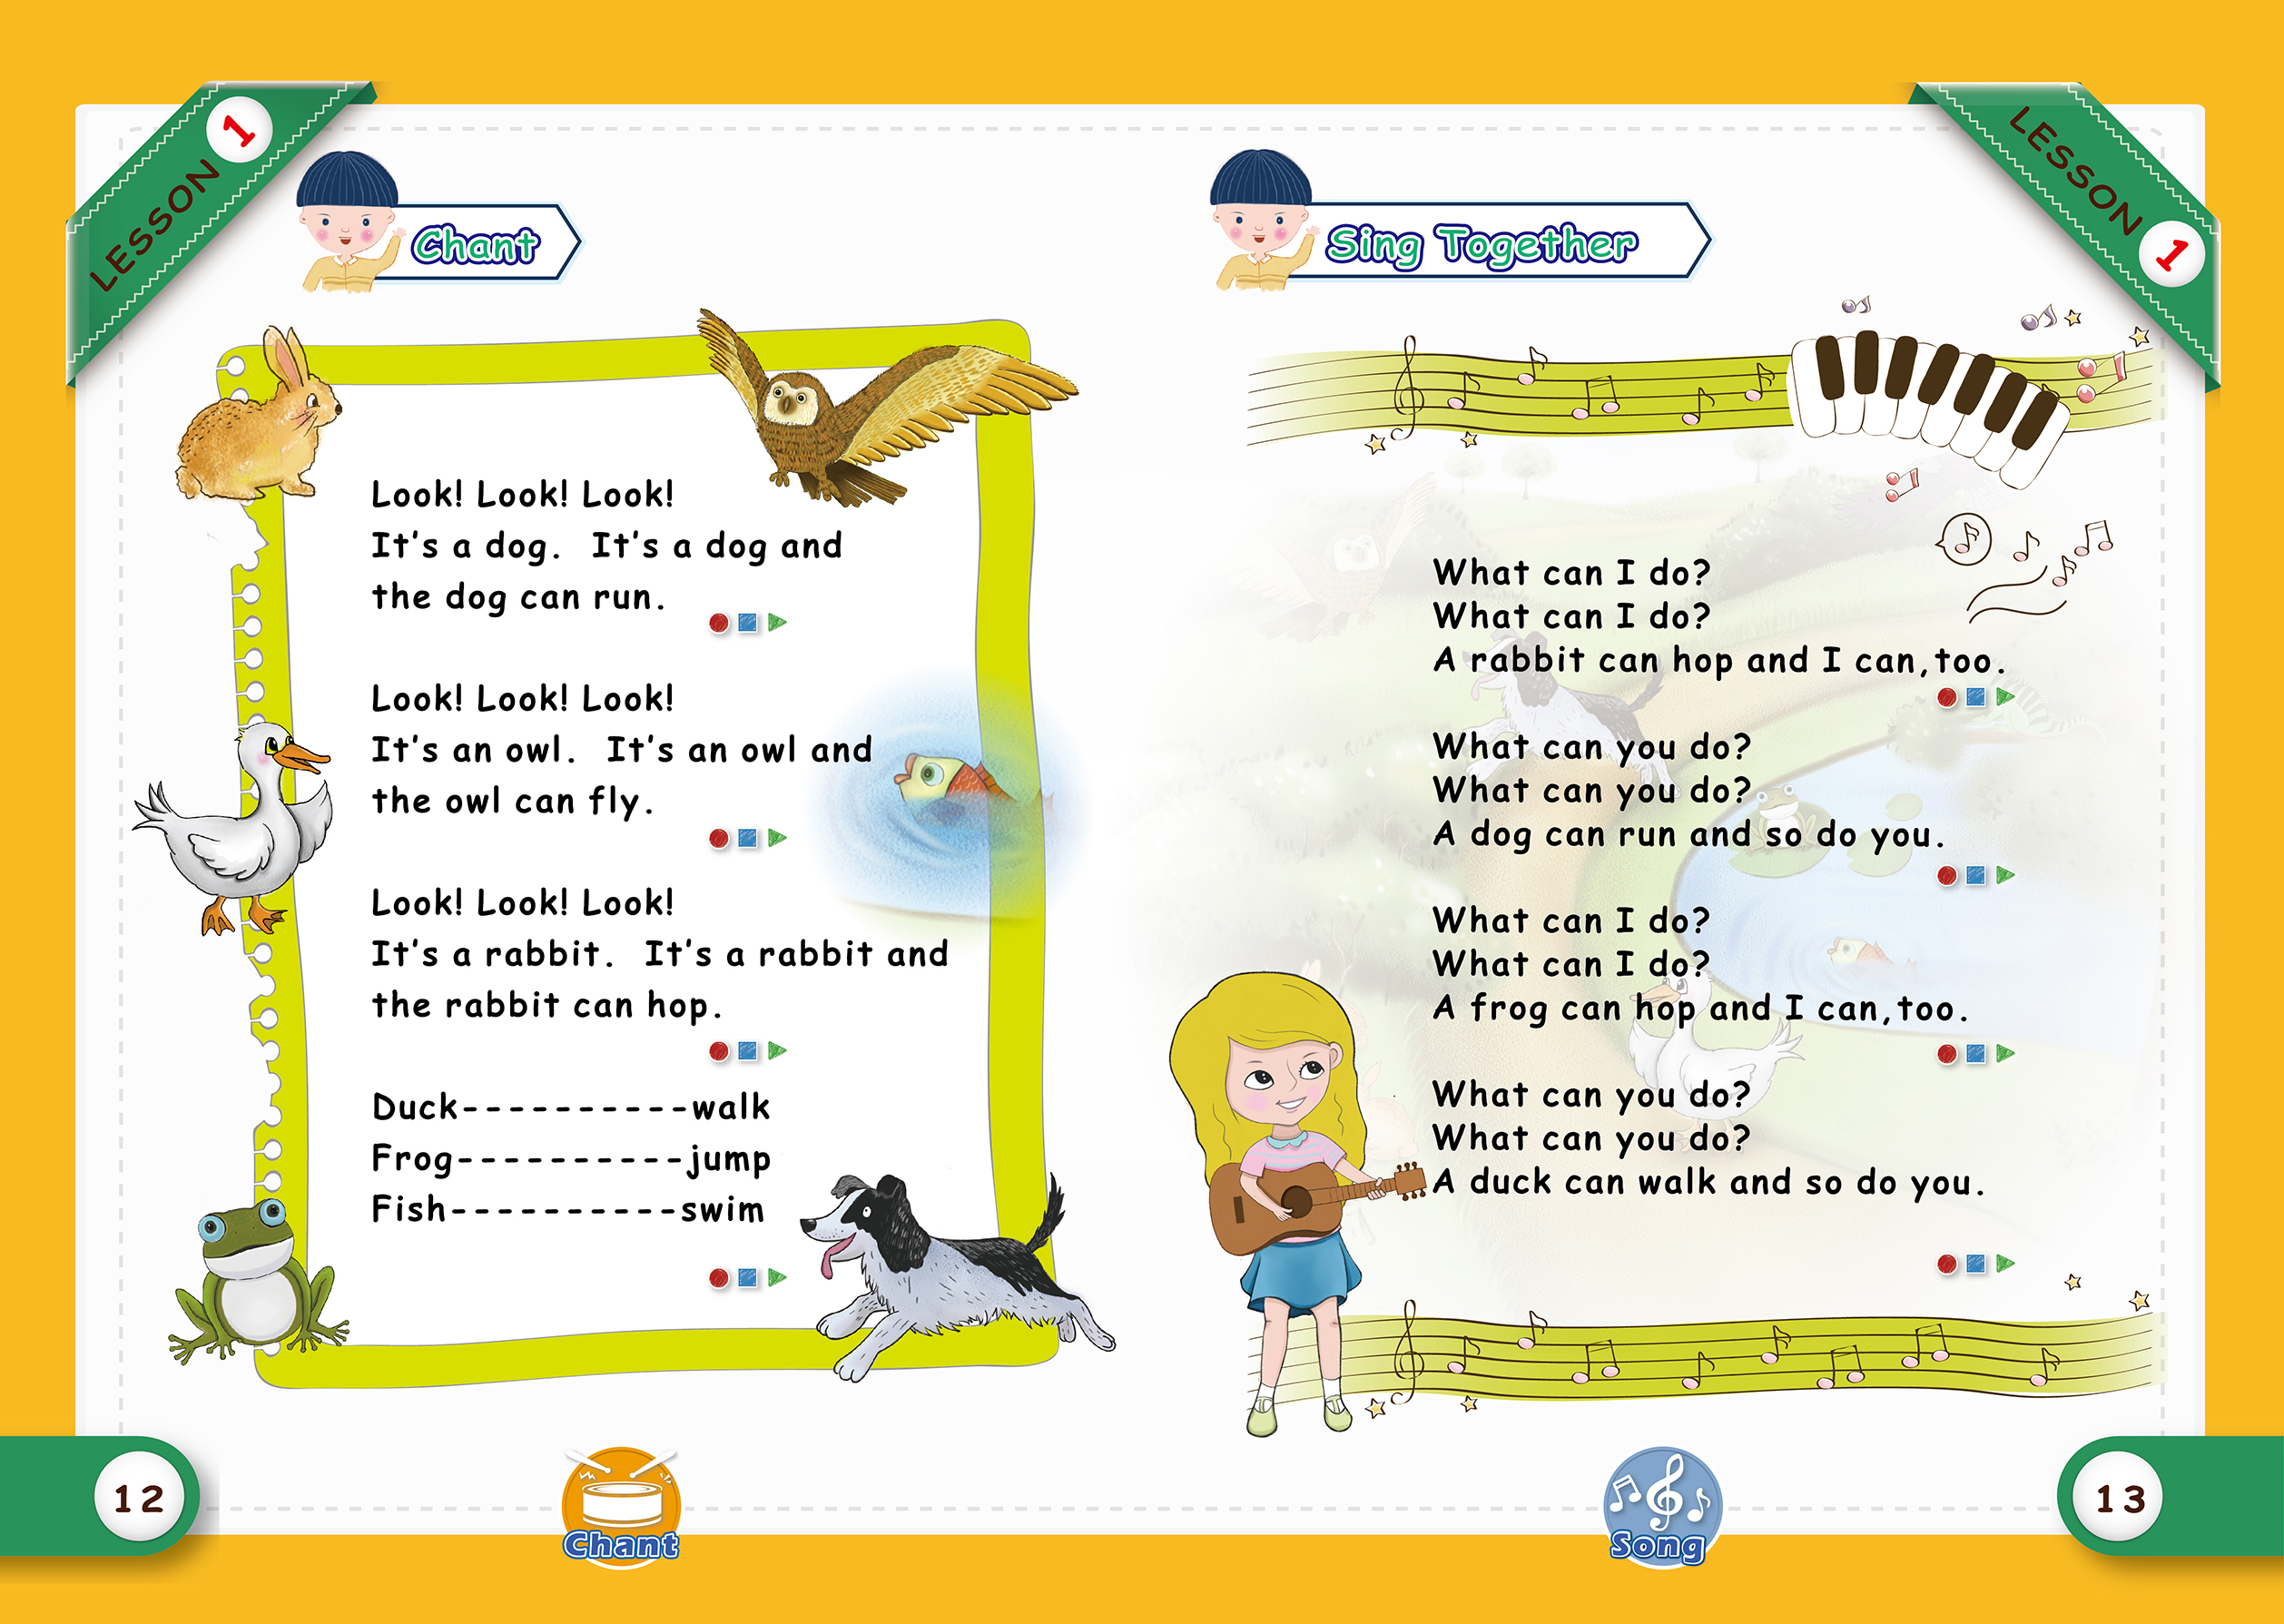 LESSON 1
Chant
Look! Look! Look!
It's a dog.  It's a dog and
the dog can run.
Look! Look! Look!
It's an owl.  It's an owl and
the owl can fly.
Look! Look! Look!
It's a rabbit.  It's a rabbit and
the rabbit can hop.
Duck----------walk
Frog----------jump
Fish----------swim
12
Chant
LESSON 1
Sing Together
What can I do?
What can I do?
A rabbit can hop and I can,too.
What can you do?
What can you do?
A dog can run and so do you.
What can I do?
What can I do?
A frog can hop and I can,too.
What can you do?
What can you do?
A duck can walk and so do you.
Song
13